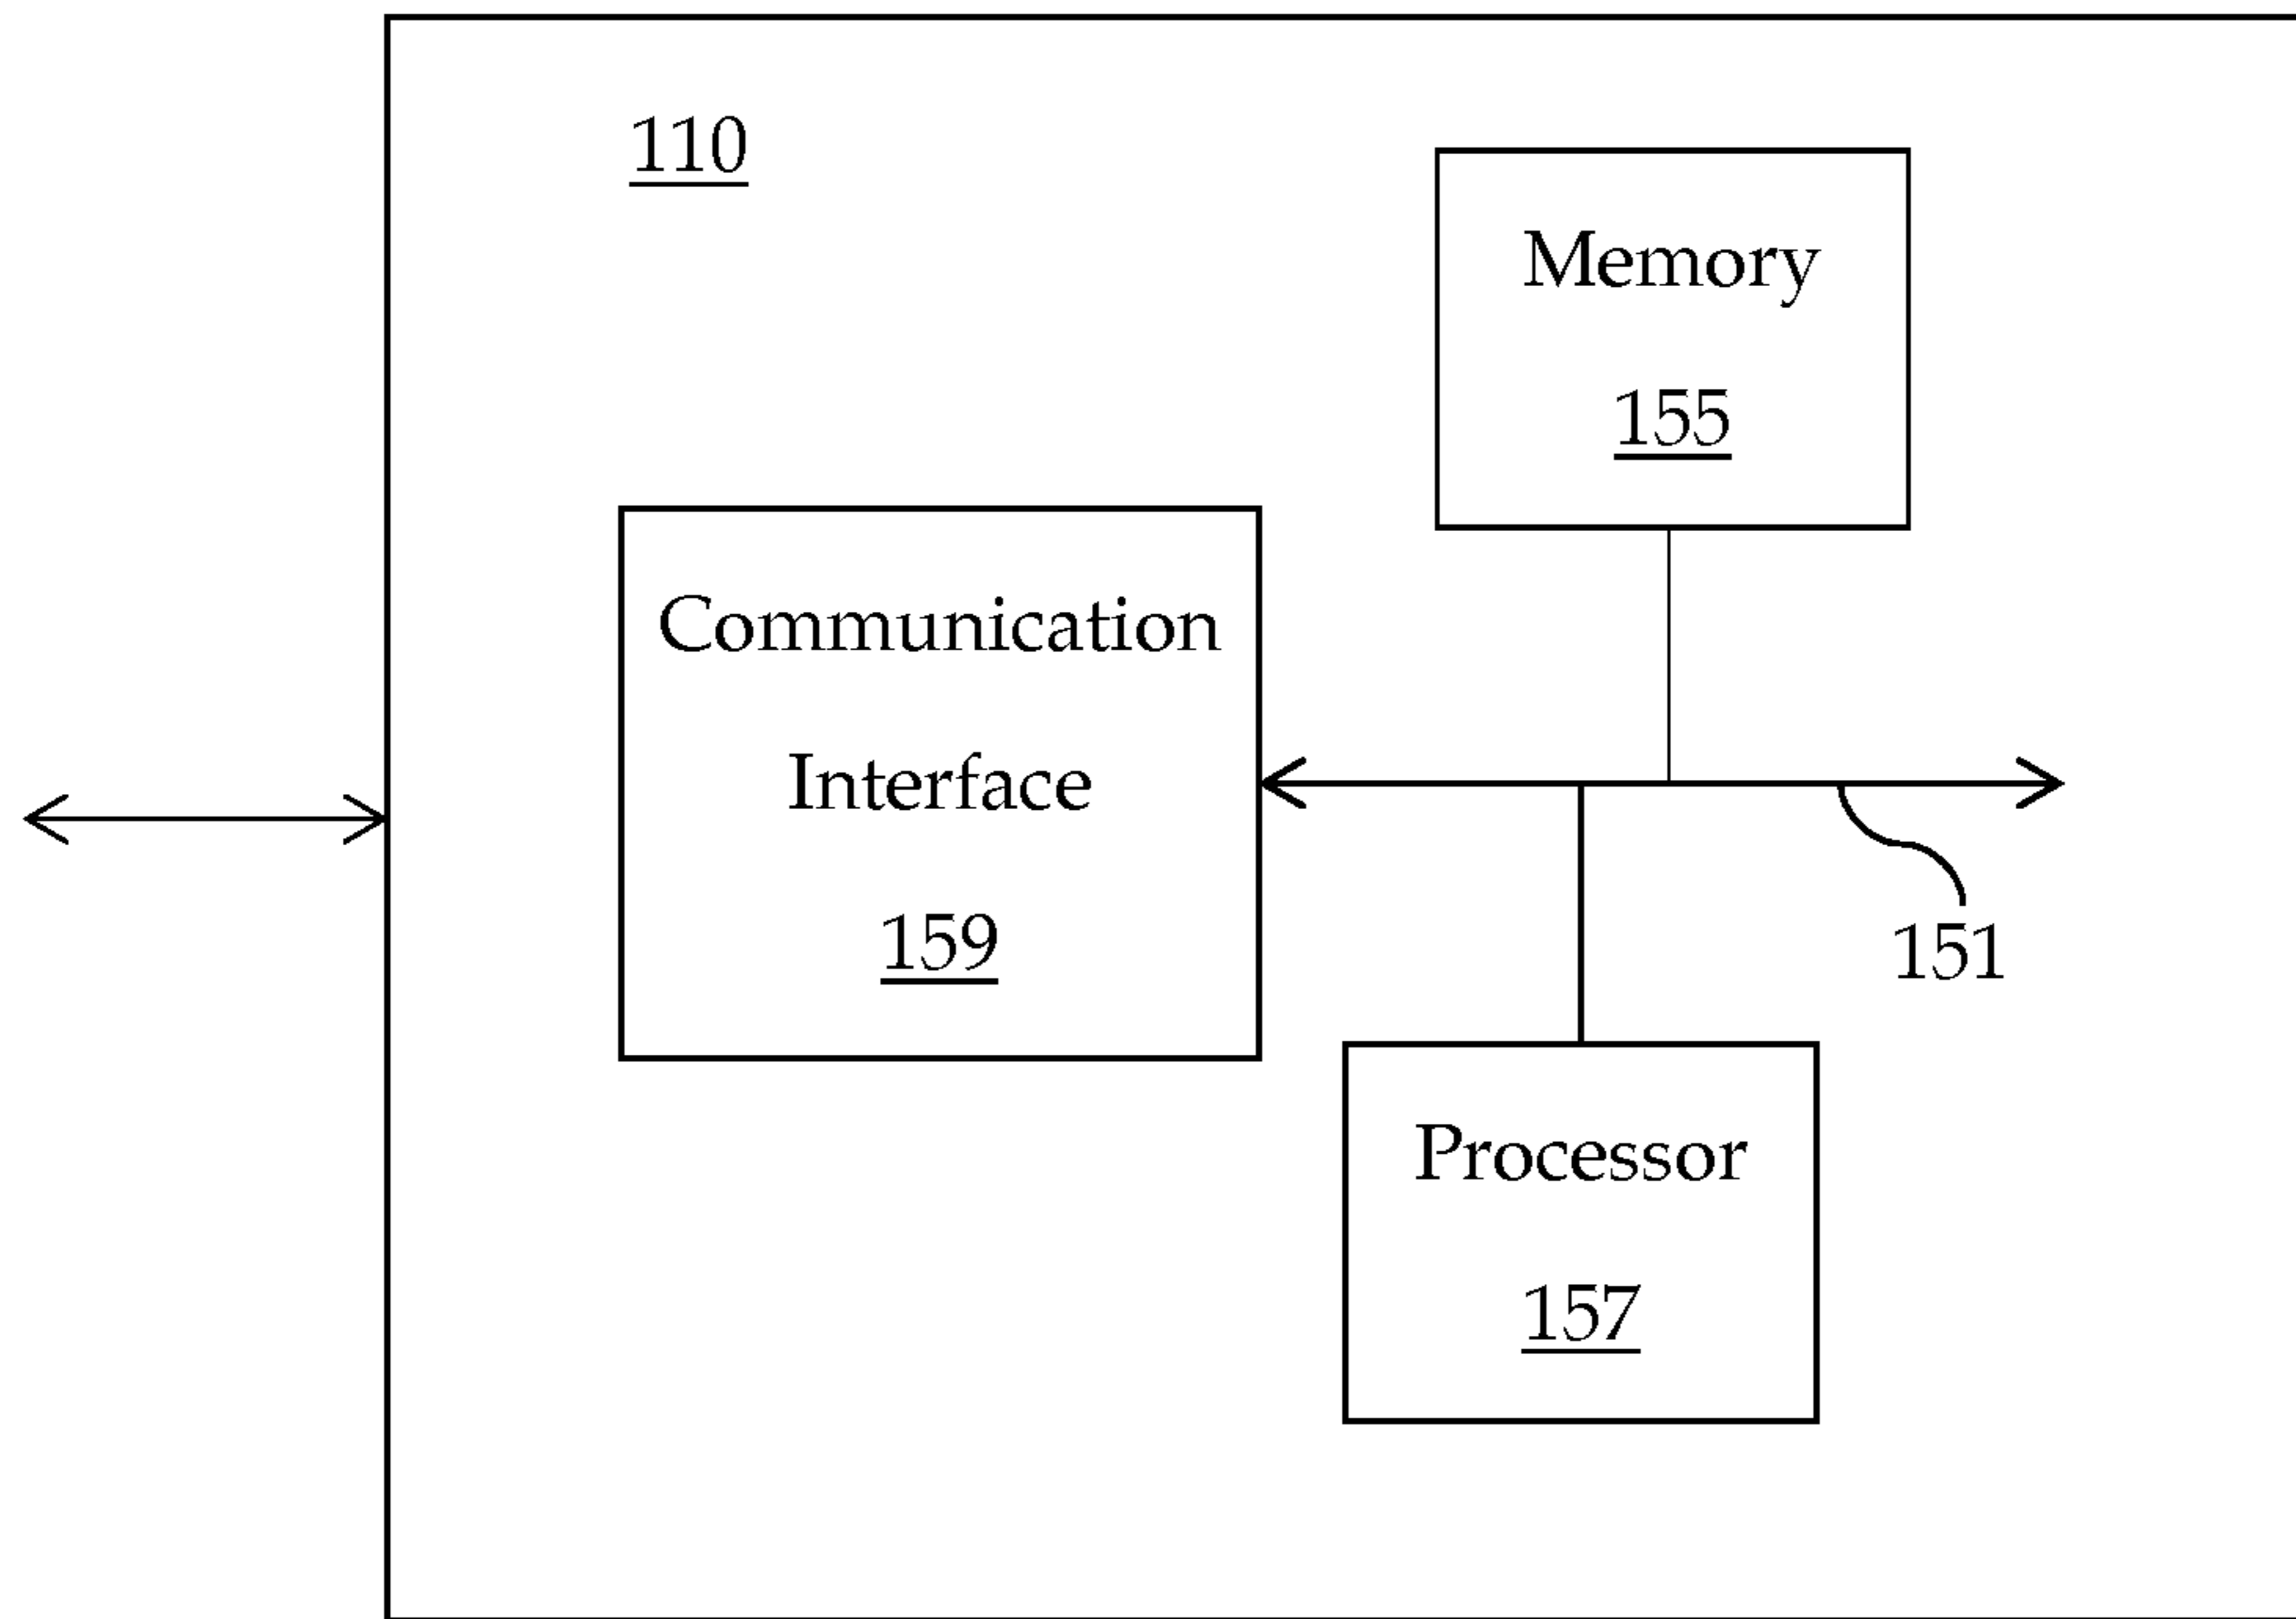 110
Memory
155
Communication
Interface
159
151
Processor
157